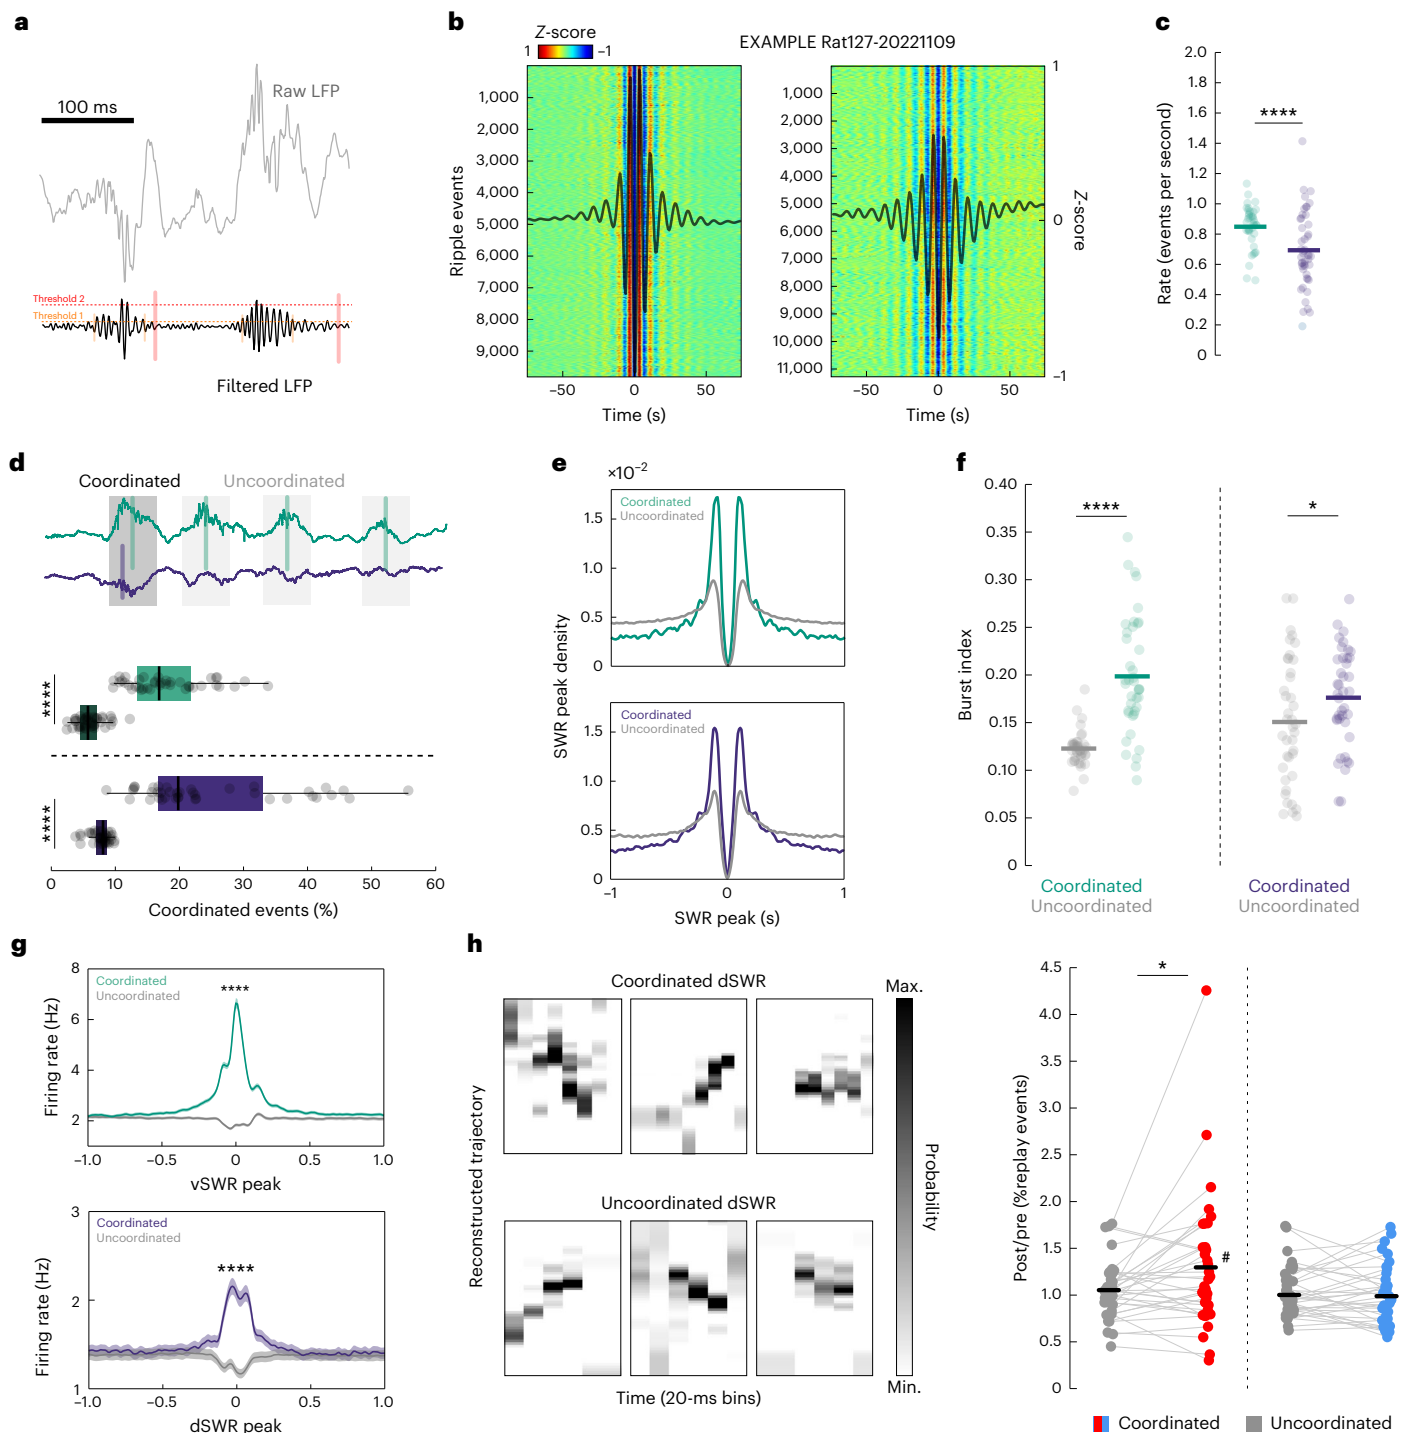 a
Raw LFP
100 ms
Threshold 2
Threshold 1
Filtered LFP
b
Z-score
1
–1
EXAMPLE Rat127-20221109
Ripple events
1,000
2,000
3,000
4,000
5,000
6,000
7,000
8,000
9,000
–50
0
50
Time (s)
1,000
2,000
3,000
4,000
5,000
6,000
7,000
8,000
9,000
10,000
11,000
–50
0
50
Time (s)
1
0
–1
Z-score
c
Rate (events per second)
2.0
1.8
1.6
1.4
1.2
1.0
0.8
0.6
0.4
0.2
0
****
d
Coordinated
Uncoordinated
****
****
0
10
20
30
40
50
60
Coordinated events (%)
e
×10–2
SWR peak density
Coordinated
Uncoordinated
1.5
1.0
0.5
0
Coordinated
Uncoordinated
1.5
1.0
0.5
0
–1
0
1
SWR peak (s)
f
Burst index
0.40
0.35
0.30
0.25
0.20
0.15
0.10
0.05
0
****
*
Coordinated
Uncoordinated
Coordinated
Uncoordinated
g
Firing rate (Hz)
8
6
4
2
Coordinated
Uncoordinated
****
–1.0
–0.5
0
0.5
1.0
vSWR peak
Firing rate (Hz)
3
2
1
Coordinated
Uncoordinated
****
–1.0
–0.5
0
0.5
1.0
dSWR peak
h
Coordinated dSWR
Reconstructed trajectory
Uncoordinated dSWR
Time (20-ms bins)
Max.
Probability
Min.
Post/pre (%replay events)
4.5
4.0
3.5
3.0
2.5
2.0
1.5
1.0
0.5
0
*
#
Coordinated
Uncoordinated